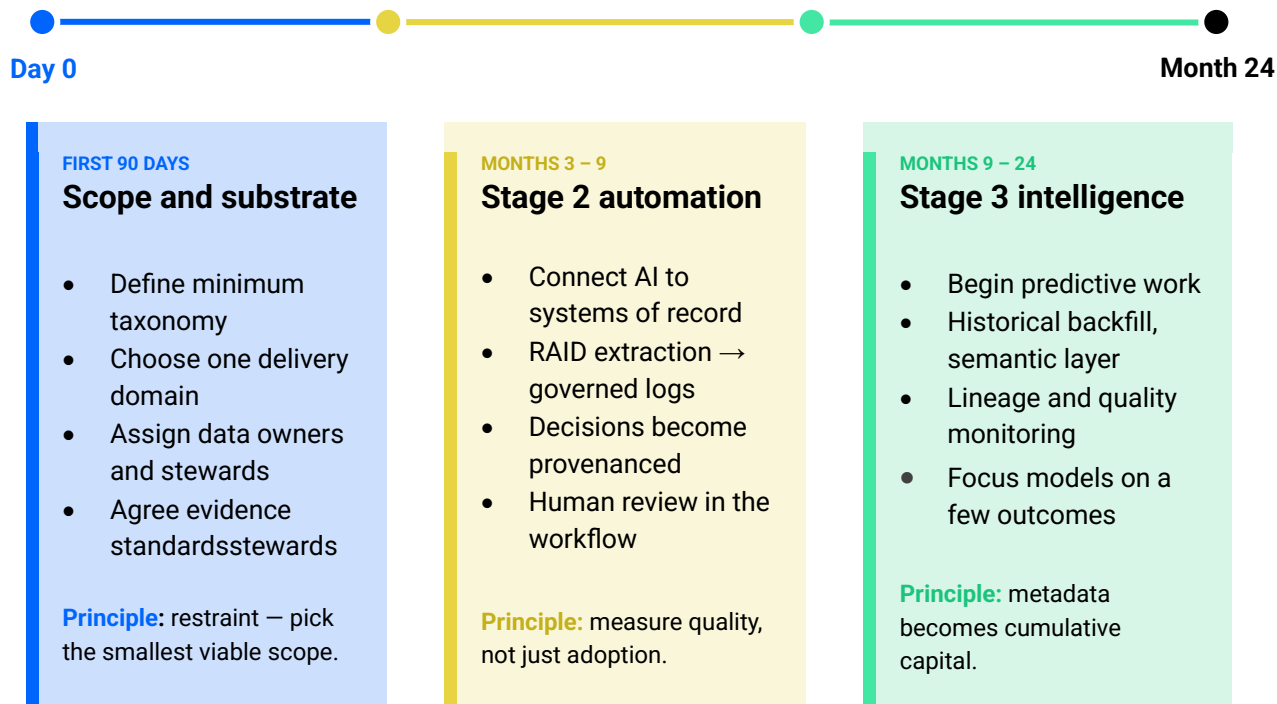 Day 0
Month 24
FIRST 90 DAYS
Scope and substrate
• Define minimum
taxonomy
• Choose one delivery
domain
• Assign data owners
and stewards
• Agree evidence
standardsstewards
Principle: restraint — pick
the smallest viable scope.
MONTHS 3 – 9
Stage 2 automation
• Connect AI to
systems of record
• RAID extraction →
governed logs
• Decisions become
provenanced
• Human review in the
workflow
Principle: measure quality,
not just adoption.
MONTHS 9 – 24
Stage 3 intelligence
• Begin predictive work
• Historical backfill,
semantic layer
• Lineage and quality
monitoring
• Focus models on a
few outcomes
Principle: metadada
becomes cumulative
capital.